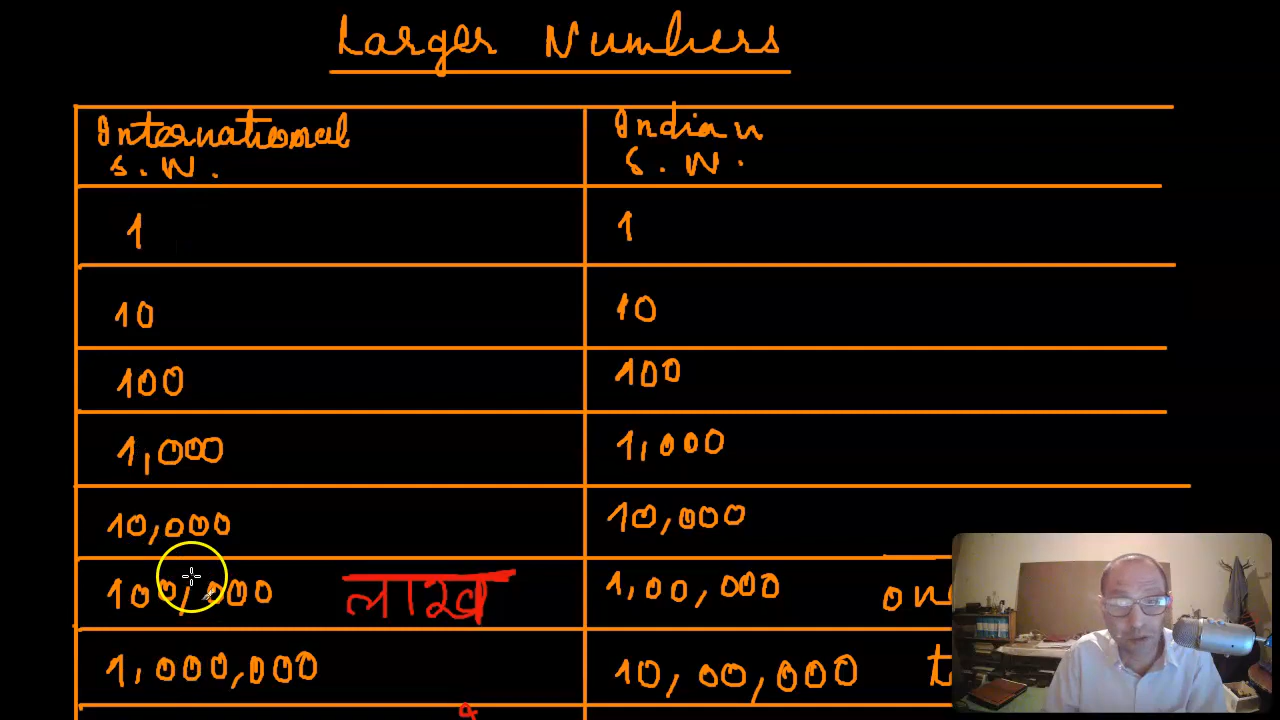 Larger Numbers
International Indian
S.N. S.N.
1 1
10 10
100 100
1,000 1,000
10,000 10,000
100,000 लाख 1,00,000
1,000,000 10,00,000